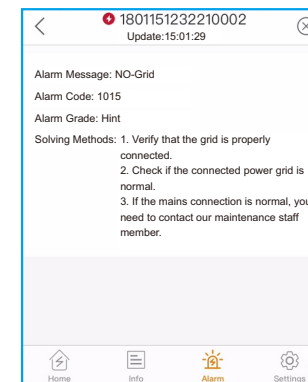 1801151232210002
Update:15:01:29
Alarm Message: NO-Grid
Alarm Code: 1015
Alarm Grade: Hint
Solving Methods: 1. Verify that the grid is properly
connected.
2. Check if the connected power grid is
normal.
3. If the mains connection is normal, you
need to contact our maintenance staff
member.
Home Info Alarm Settings